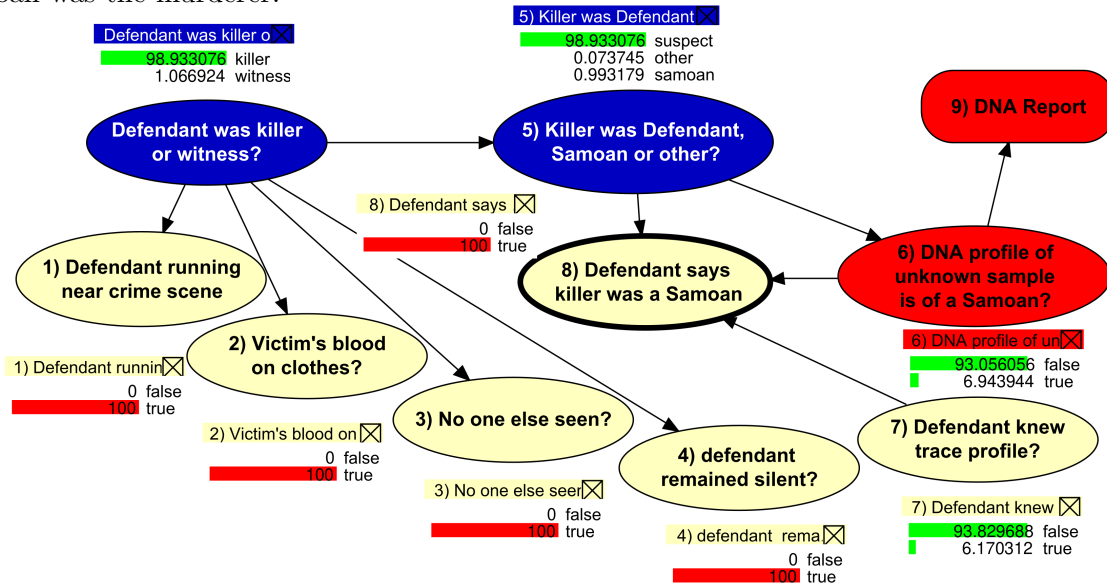 Defendant was killer o
98.933076 killer
1.066924 witness
5) Killer was Defendant
98.933076 suspect
0.073745 other
0.993179 samoan
Defendant was killer
or witness?
5) Killer was Defendant,
Samoan or other?
9) DNA Report
8) Defendant says
0 false
100 true
1) Defendant running
near crime scene
8) Defendant says
killer was a Samoan
6) DNA profile of
unknown sample
is of a Samoan?
6) DNA profile of un
93.056056 false
6.943944 true
2) Victim's blood
on clothes?
1) Defendant runnin
0 false
100 true
3) No one else seen?
7) Defendant knew
trace profile?
2) Victim's blood on
0 false
100 true
4) defendant
remained silent?
3) No one else seen
0 false
100 true
7) Defendant knew
93.829688 false
6.170312 true
4) defendant rema
0 false
100 true